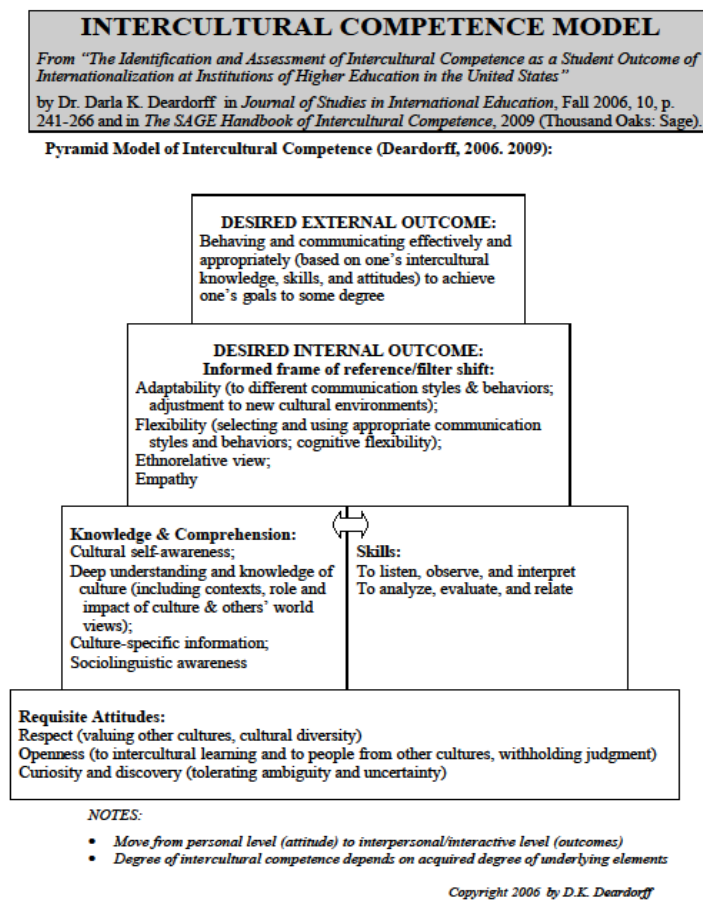 INTERCULTURAL COMPETENCE MODEL
From “The Identification and Assessment of Intercultural Competence as a Student Outcome of
Internationalization at Institutions of Higher Education in the United States”
by Dr. Darla K. Deardorff in Journal of Studies in International Education, Fall 2006, 10, p.
241-266 and in The SAGE Handbook of Intercultural Competence, 2009 (Thousand Oaks: Sage).
Pyramid Model of Intercultural Competence (Deardorff, 2006. 2009):
DESIRED EXTERNAL OUTCOME:
Behaving and communicating effectively and
appropriately (based on one’s intercultural
knowledge, skills, and attitudes) to achieve
one’s goals to some degree
DESIRED INTERNAL OUTCOME:
Informed frame of reference/filter shift:
Adaptability (to different communication styles & behaviors;
adjustment to new cultural environments);
Flexibility (selecting and using appropriate communication
styles and behaviors; cognitive flexibility);
Ethnorelative view;
Empathy
Knowledge & Comprehension:
Cultural self-awareness;
Deep understanding and knowledge of
culture (including contexts, role and
impact of culture & others’ world
views);
Culture-specific information;
Sociolinguistic awareness
Skills:
To listen, observe, and interpret
To analyze, evaluate, and relate
Requisite Attitudes:
Respect (valuing other cultures, cultural diversity)
Openness (to intercultural learning and to people from other cultures, withholding judgment)
Curiosity and discovery (tolerating ambiguity and uncertainty)
NOTES:
• Move from personal level (attitude) to interpersonal/interactive level (outcomes)
• Degree of intercultural competence depends on acquired degree of underlying elements
Copyright 2006 by D.K. Deardorff